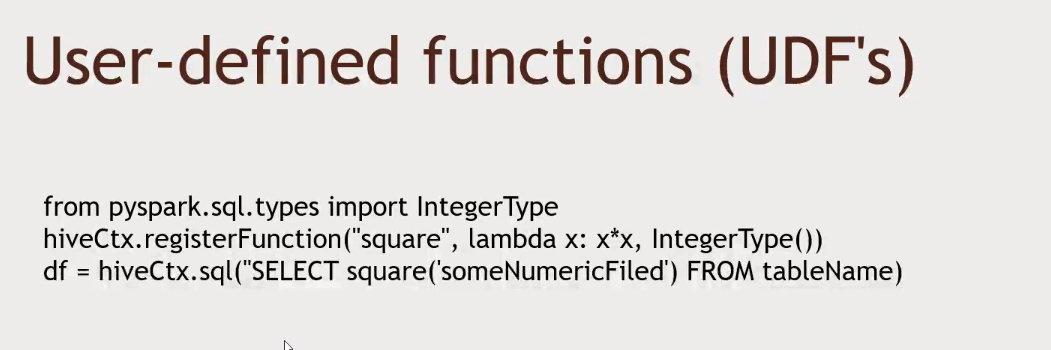 User-defined functions (UDF's)
from pyspark.sql.types import IntegerType
hiveCtx.registerFunction("square", lambda x: x*x, IntegerType())
df = hiveCtx.sql("SELECT square('someNumericFiled') FROM tableName)